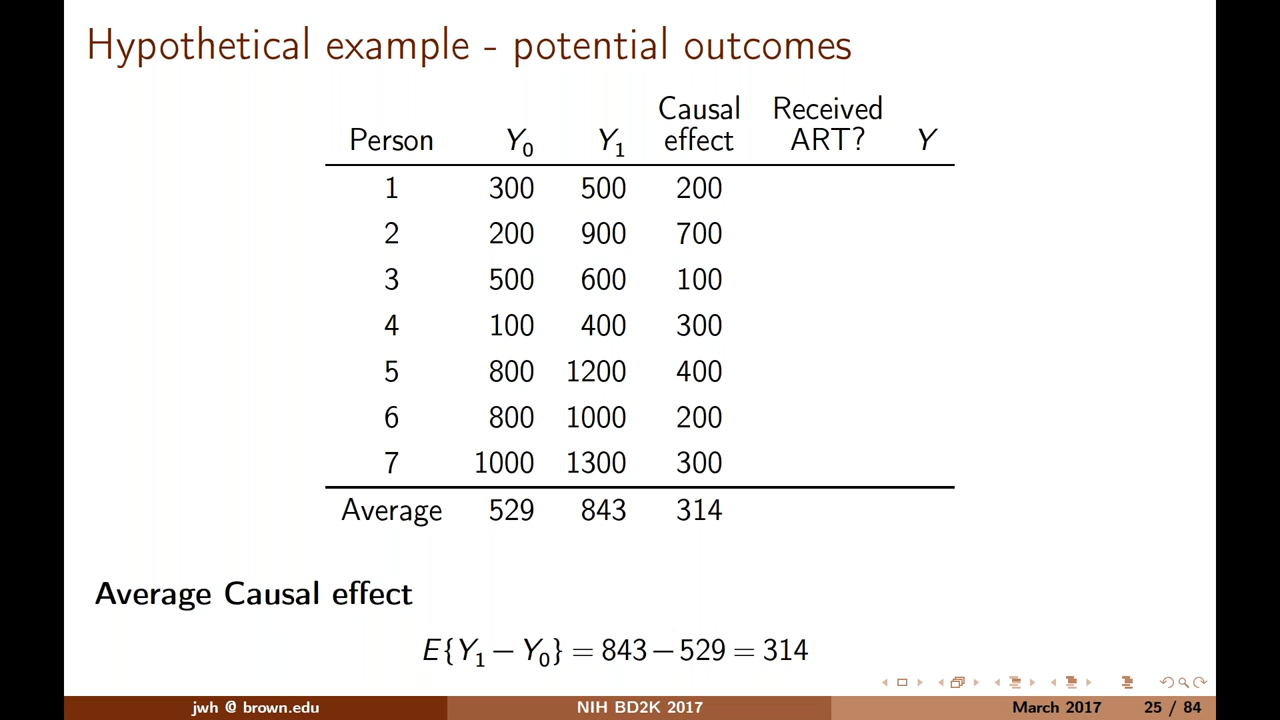 Hypothetical example - potential outcomes
Causal Received
Person Y0 Y1 effect ART? Y
1 300 500 200
2 200 900 700
3 500 600 100
4 100 400 300
5 800 1200 400
6 800 1000 200
7 1000 1300 300
Average 529 843 314
Average Causal effect
E{Y1 − Y0} = 843 − 529 = 314
jwh @ brown.edu NIH BD2K 2017 March 2017 25 / 84